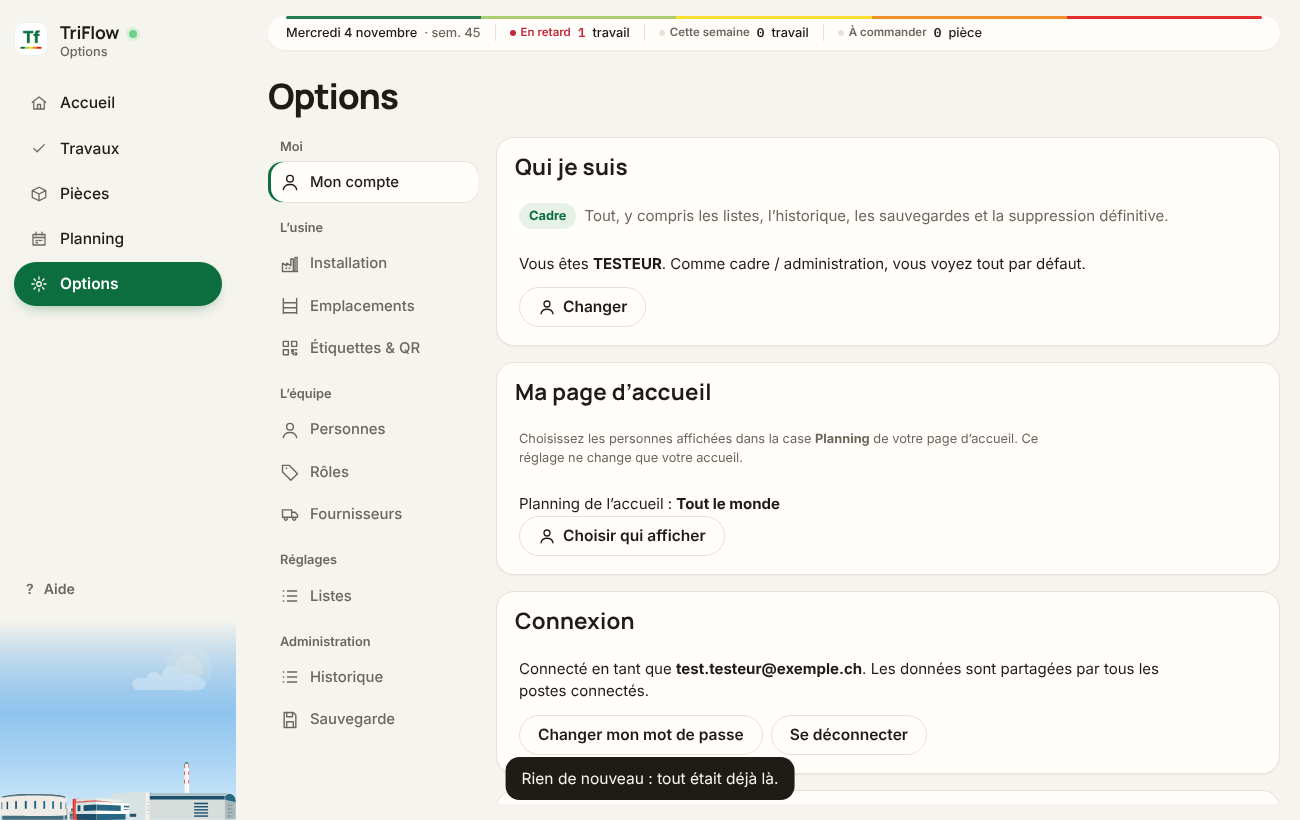 Tf
TriFlow
Options
Accueil
Travaux
Pièces
Planning
Options
? Aide
Mercredi 4 novembre · sem. 45
En retard 1 travail
Cette semaine 0 travail
À commander 0 pièce
Options
Moi
Mon compte
L’usine
Installation
Emplacements
Étiquettes & QR
L’équipe
Personnes
Rôles
Fournisseurs
Réglages
Listes
Administration
Historique
Sauvegarde
Qui je suis
Cadre Tout, y compris les listes, l’historique, les sauvegardes et la suppression définitive.
Vous êtes TESTEUR. Comme cadre / administration, vous voyez tout par défaut.
Changer
Ma page d’accueil
Choisissez les personnes affichées dans la case Planning de votre page d’accueil. Ce
réglage ne change que votre accueil.
Planning de l’accueil : Tout le monde
Choisir qui afficher
Connexion
Connecté en tant que test.testeur@exemple.ch. Les données sont partagées par tous les
postes connectés.
Changer mon mot de passe
Se déconnecter
Rien de nouveau : tout était déjà là.